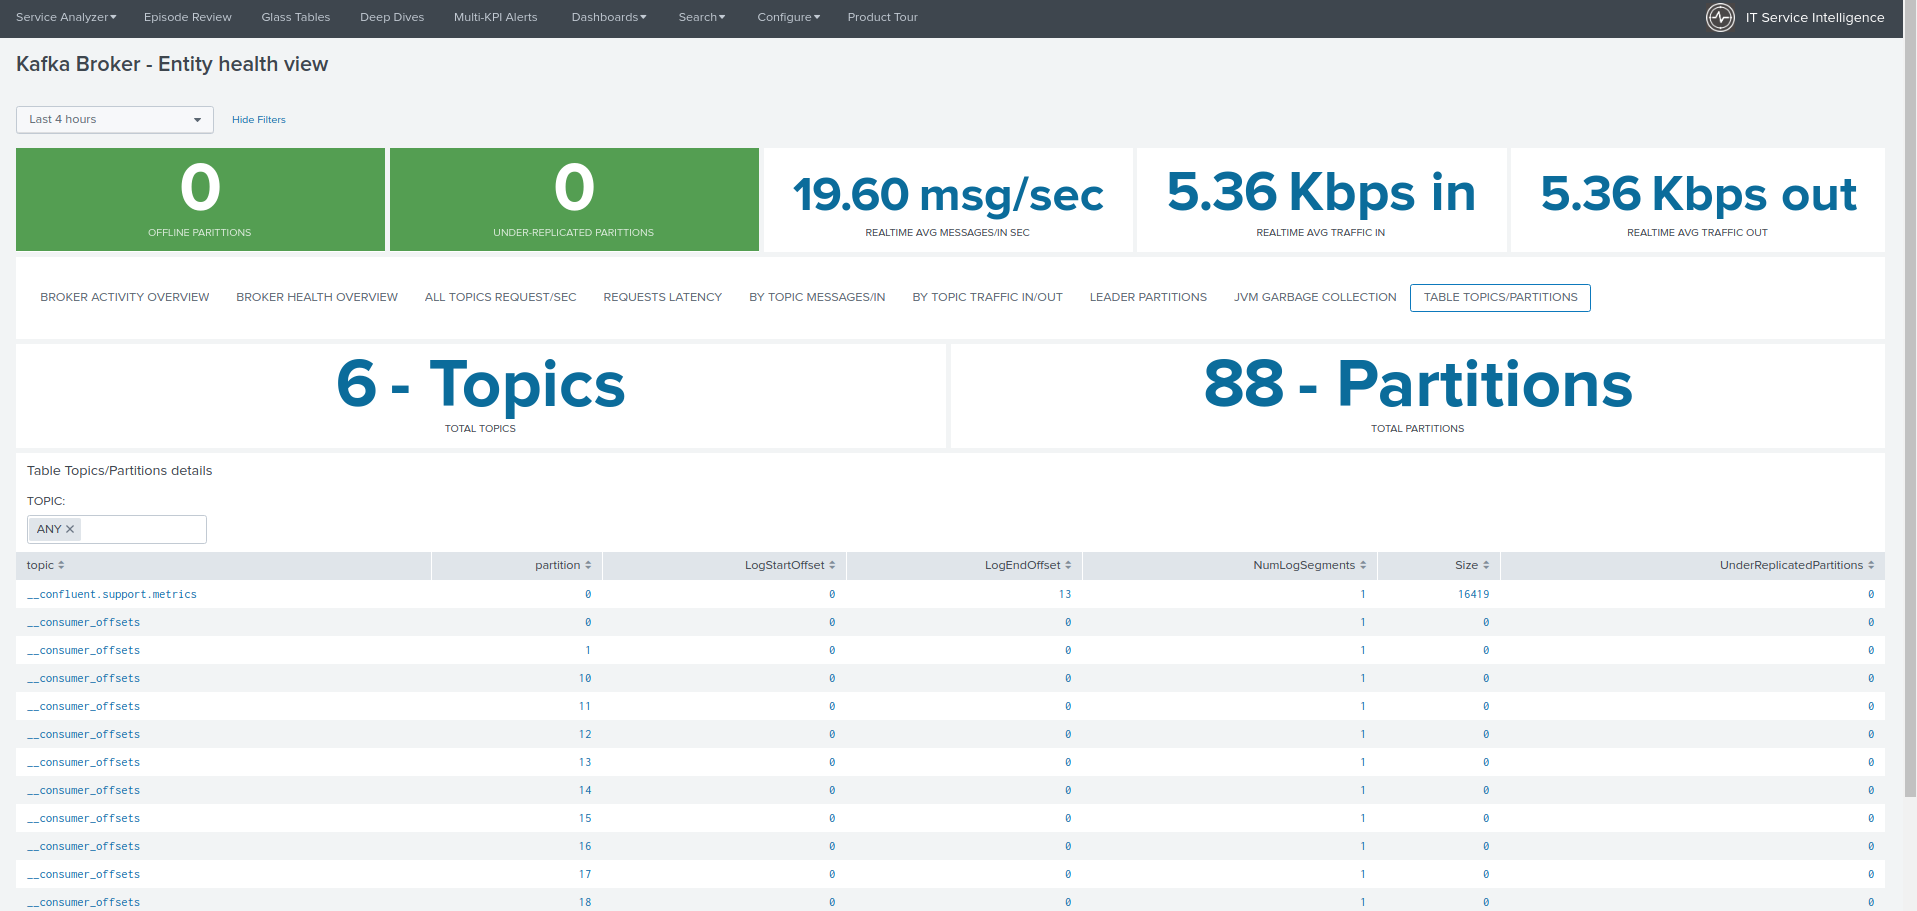 Service Analyzer Episode Review Glass Tables Deep Dives Multi-KPI Alerts Dashboards Search Configure Product Tour IT Service Intelligence
Kafka Broker - Entity health view
Last 4 hours Hide Filters
0 0 19.60 msg/sec 5.36 Kbps in 5.36 Kbps out
OFFLINE PARITTIONS UNDER-REPLICATED PARITTIONS REALTIME AVG MESSAGES/IN SEC REALTIME AVG TRAFFIC IN REALTIME AVG TRAFFIC OUT
BROKER ACTIVITY OVERVIEW BROKER HEALTH OVERVIEW ALL TOPICS REQUEST/SEC REQUESTS LATENCY BY TOPIC MESSAGES/IN BY TOPIC TRAFFIC IN/OUT LEADER PARTITIONS JVM GARBAGE COLLECTION TABLE TOPICS/PARTITIONS
6 - Topics 88 - Partitions
TOTAL TOPICS TOTAL PARTITIONS
Table Topics/Partitions details
TOPIC:
ANY ✕
topic partition LogStartOffset LogEndOffset NumLogSegments Size UnderReplicatedPartitions
__confluent.support.metrics 0 0 13 1 16419 0
__consumer_offsets 0 0 0 1 0 0
__consumer_offsets 1 0 0 1 0 0
__consumer_offsets 10 0 0 1 0 0
__consumer_offsets 11 0 0 1 0 0
__consumer_offsets 12 0 0 1 0 0
__consumer_offsets 13 0 0 1 0 0
__consumer_offsets 14 0 0 1 0 0
__consumer_offsets 15 0 0 1 0 0
__consumer_offsets 16 0 0 1 0 0
__consumer_offsets 17 0 0 1 0 0
__consumer_offsets 18 0 0 1 0 0